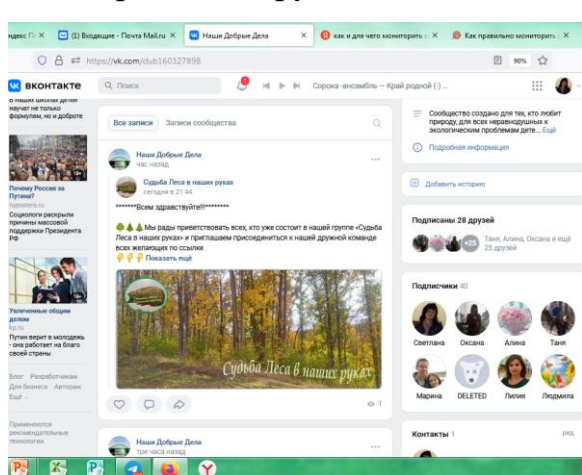 (1) Входящие - Почта Mail.ru
Наши Добрые Дела
как и для чего мониторить с
Как правильно мониторить
https://vk.com/club160327898
90%
вконтакте
Поиск
Сорока-ансамбль – Край родной (-) ...
научат не только
формулам, но и доброте
Почему Россия за
Путина?
Социологи раскрыли
причины массовой
поддержки Президента
РФ
Увлеченные общим
делом
kp.ru
Путин верит в молодежь
- она работает на благо
своей страны
Блог Разработчикам
Для бизнеса Авторам
Ещё
Применяются
рекомендательные
технологии
Все записи Записи сообщества
Наши Добрые Дела
час назад
Судьба Леса в наших руках
сегодня в 21:44
*******Всем здравствуйте!!!********
Мы рады приветствовать всех, кто уже состоит в нашей группе «Судьба
Леса в наших руках» и приглашаем присоединиться к нашей дружной команде
всех желающих по ссылке
Показать ещё
Судьба Леса в наших руках
1
Наши Добрые Дела
три часа назад
Сообщество создано для тех, кто любит
природу, для всех неравнодушных к
экологическим проблемам дете... Ещё
Подробная информация
Добавить историю
Подписаны 28 друзей
+25
Таня, Алина, Оксана и ещё
25 друзей
Подписчики 40
Светлана Оксана Алина Таня
Марина DELETED Лилия Людмила
Контакты 1
ред.